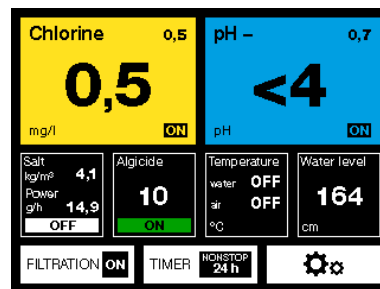 Chlorine 0,5
0,5
mg/l ON
pH – 0,7
<4
pH ON
Salt
kg/m³ 4,1
Power
g/h 14,9
OFF
Algicide
10
ON
Temperature
water OFF
air OFF
°C
Water level
164
cm
FILTRATION ON
TIMER NONSTOP
24 h